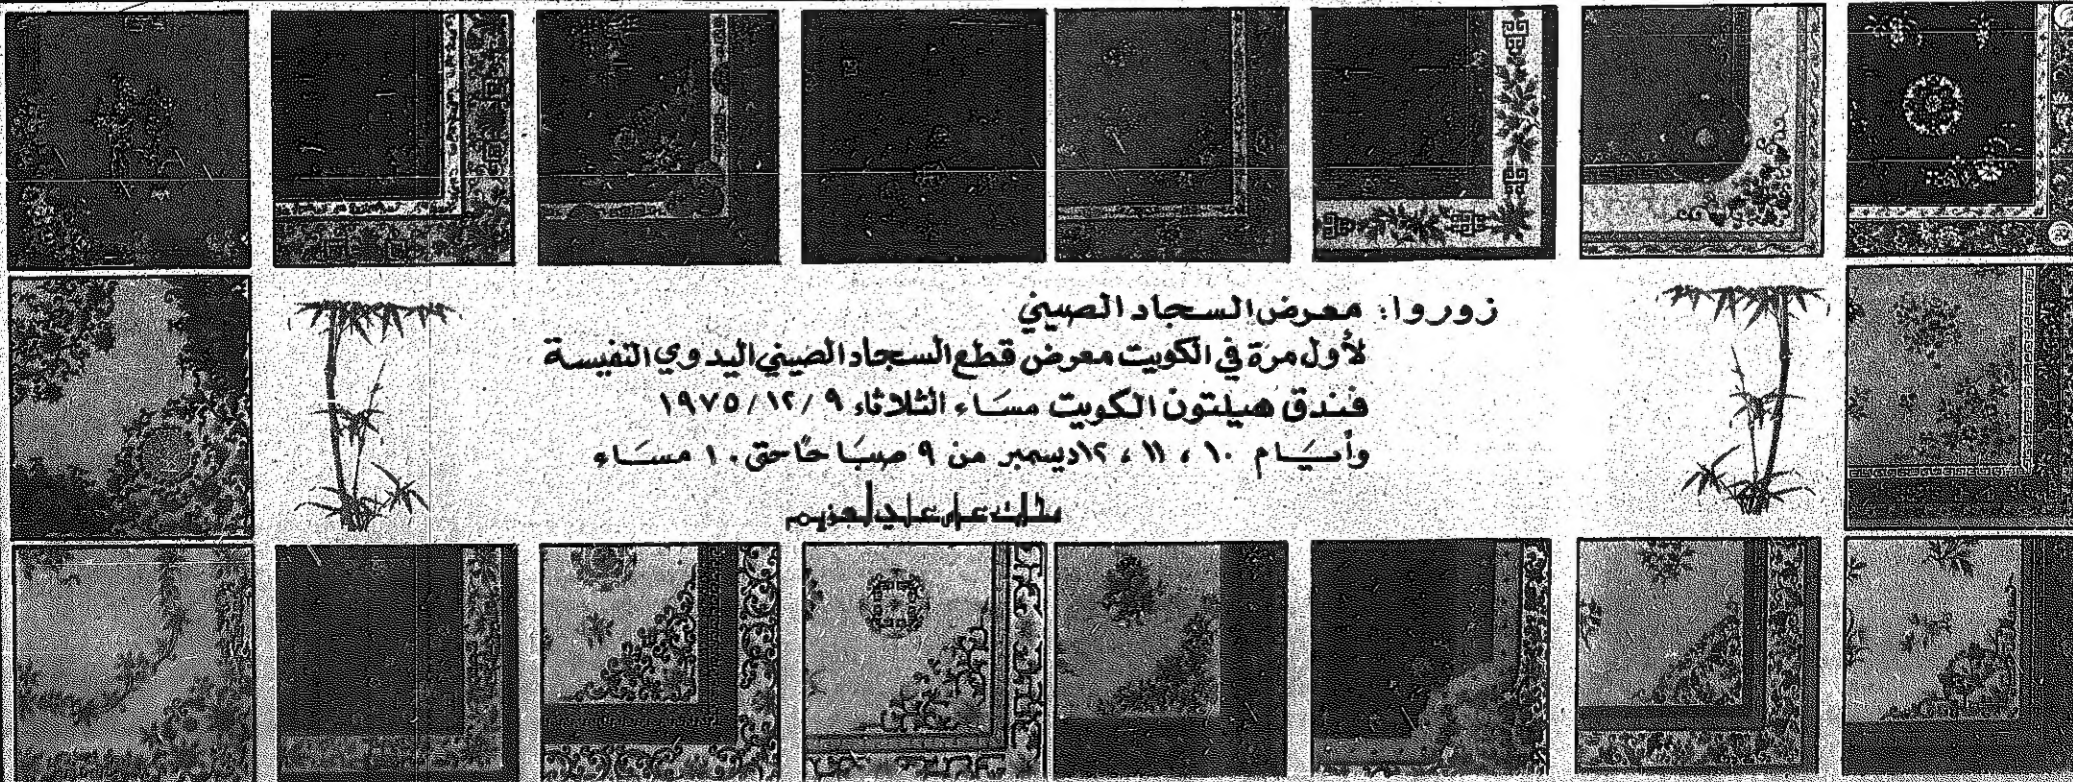 زوروا: معرض السجاد الصيني
لأول مرة في الكويت معرض قطع السجاد الصيني اليدوي النفيسة
فندق هيلتون الكويت مساء الثلاثاء ٩/ ١٢/ ١٩٧٥
وأيام ١٠، ١١، ١٢ ديسمبر من ٩ صباحًا حتى ١٠ مساء